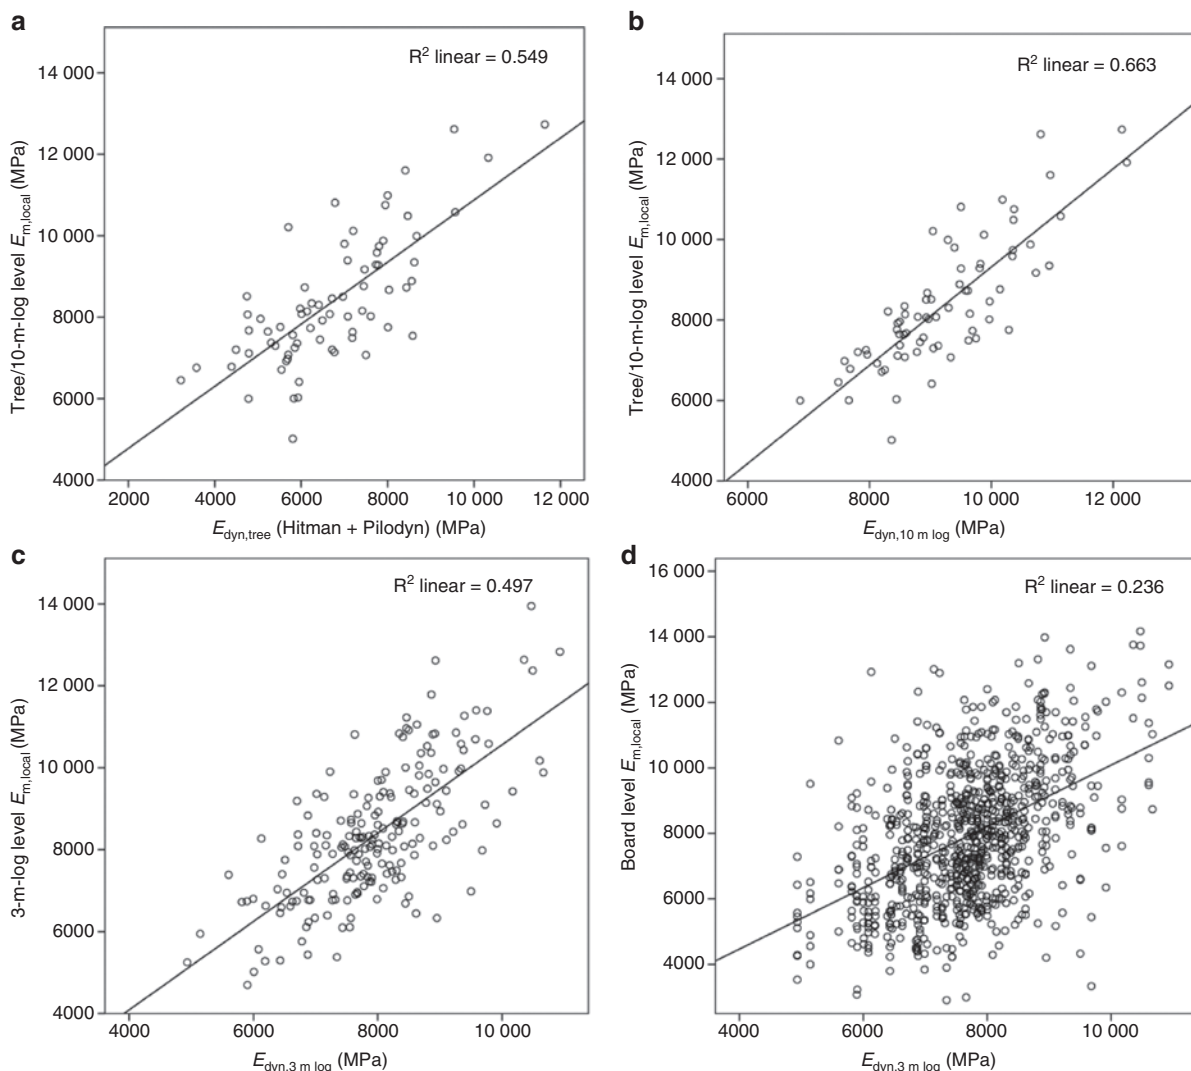 a
R² linear = 0.549
14 000
12 000
10 000
8000
6000
4000
Tree/10-m-log level Em,local (MPa)
2000 4000 6000 8000 10 000 12 000
Edyn,tree (Hitman + Pilodyn) (MPa)
b
R² linear = 0.663
14 000
12 000
10 000
8000
6000
4000
Tree/10-m-log level Em,local (MPa)
6000 8000 10 000 12 000
Edyn,10 m log (MPa)
c
R² linear = 0.497
14 000
12 000
10 000
8000
6000
4000
3-m-log level Em,local (MPa)
4000 6000 8000 10 000
Edyn,3 m log (MPa)
d
R² linear = 0.236
16 000
14 000
12 000
10 000
8000
6000
4000
Board level Em,local (MPa)
4000 6000 8000 10 000
Edyn,3 m log (MPa)